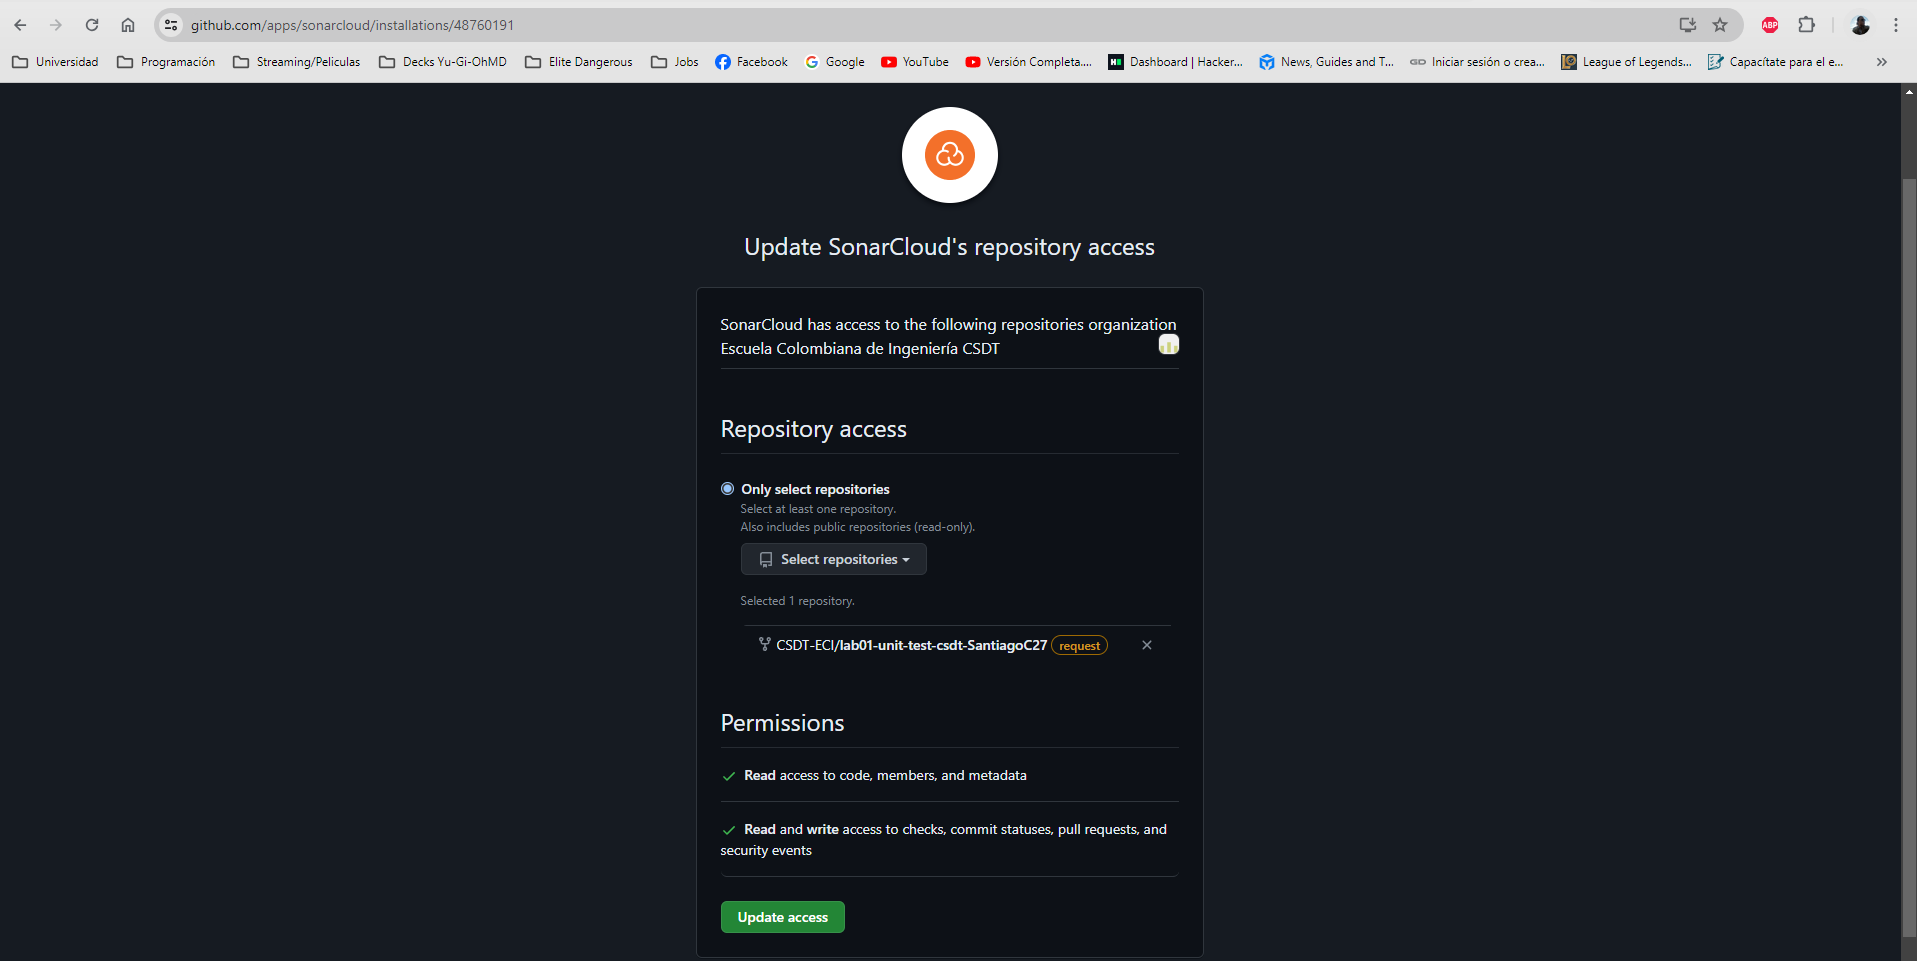 github.com/apps/sonarcloud/installations/48760191
ABP
Universidad Programación Streaming/Peliculas Decks Yu-Gi-OhMD Elite Dangerous Jobs Facebook Google YouTube Versión Completa.... Dashboard | Hacker... News, Guides and T... GD Iniciar sesión o crea... League of Legends... Capacítate para el e...
Update SonarCloud's repository access
SonarCloud has access to the following repositories organization
Escuela Colombiana de Ingeniería CSDT
Repository access
Only select repositories
Select at least one repository.
Also includes public repositories (read-only).
Select repositories
Selected 1 repository.
CSDT-ECI/lab01-unit-test-csdt-SantiagoC27 request
Permissions
Read access to code, members, and metadata
Read and write access to checks, commit statuses, pull requests, and
security events
Update access